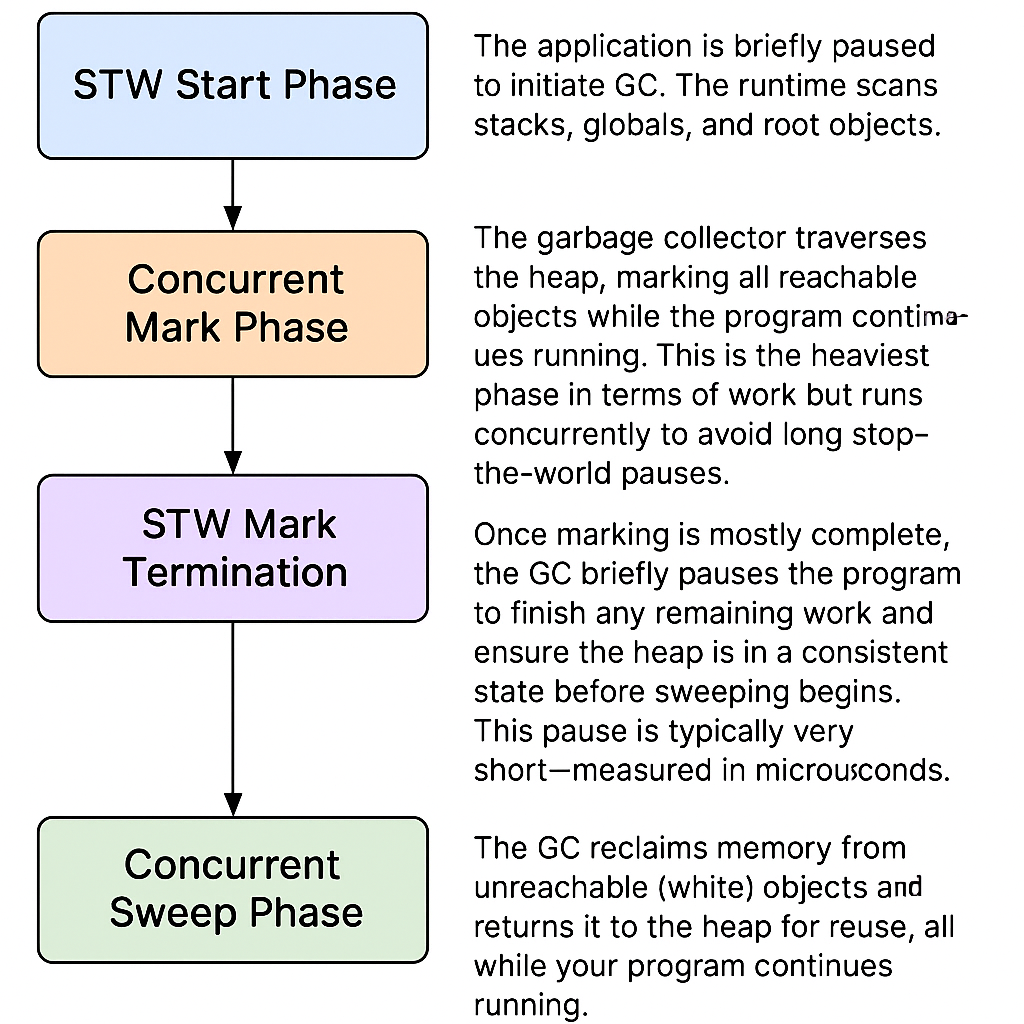 STW Start Phase
The application is briefly paused
to initiate GC. The runtime scans
stacks, globals, and root objects.
Concurrent
Mark Phase
The garbage collector traverses
the heap, marking all reachable
objects while the program contima-
ues running. This is the heaviest
phase in terms of work but runs
concurrently to avoid long stop-
the-world pauses.
STW Mark
Termination
Once marking is mostly complete,
the GC briefly pauses the program
to finish any remaining work and
ensure the heap is in a consistent
state before sweeping begins.
This pause is typically very
short—measured in
Concurrent
Sweep Phase
The GC reclaims memory from
unreachable (white) objects and
returns it to the heap for reuse, all
while your program continues
running.